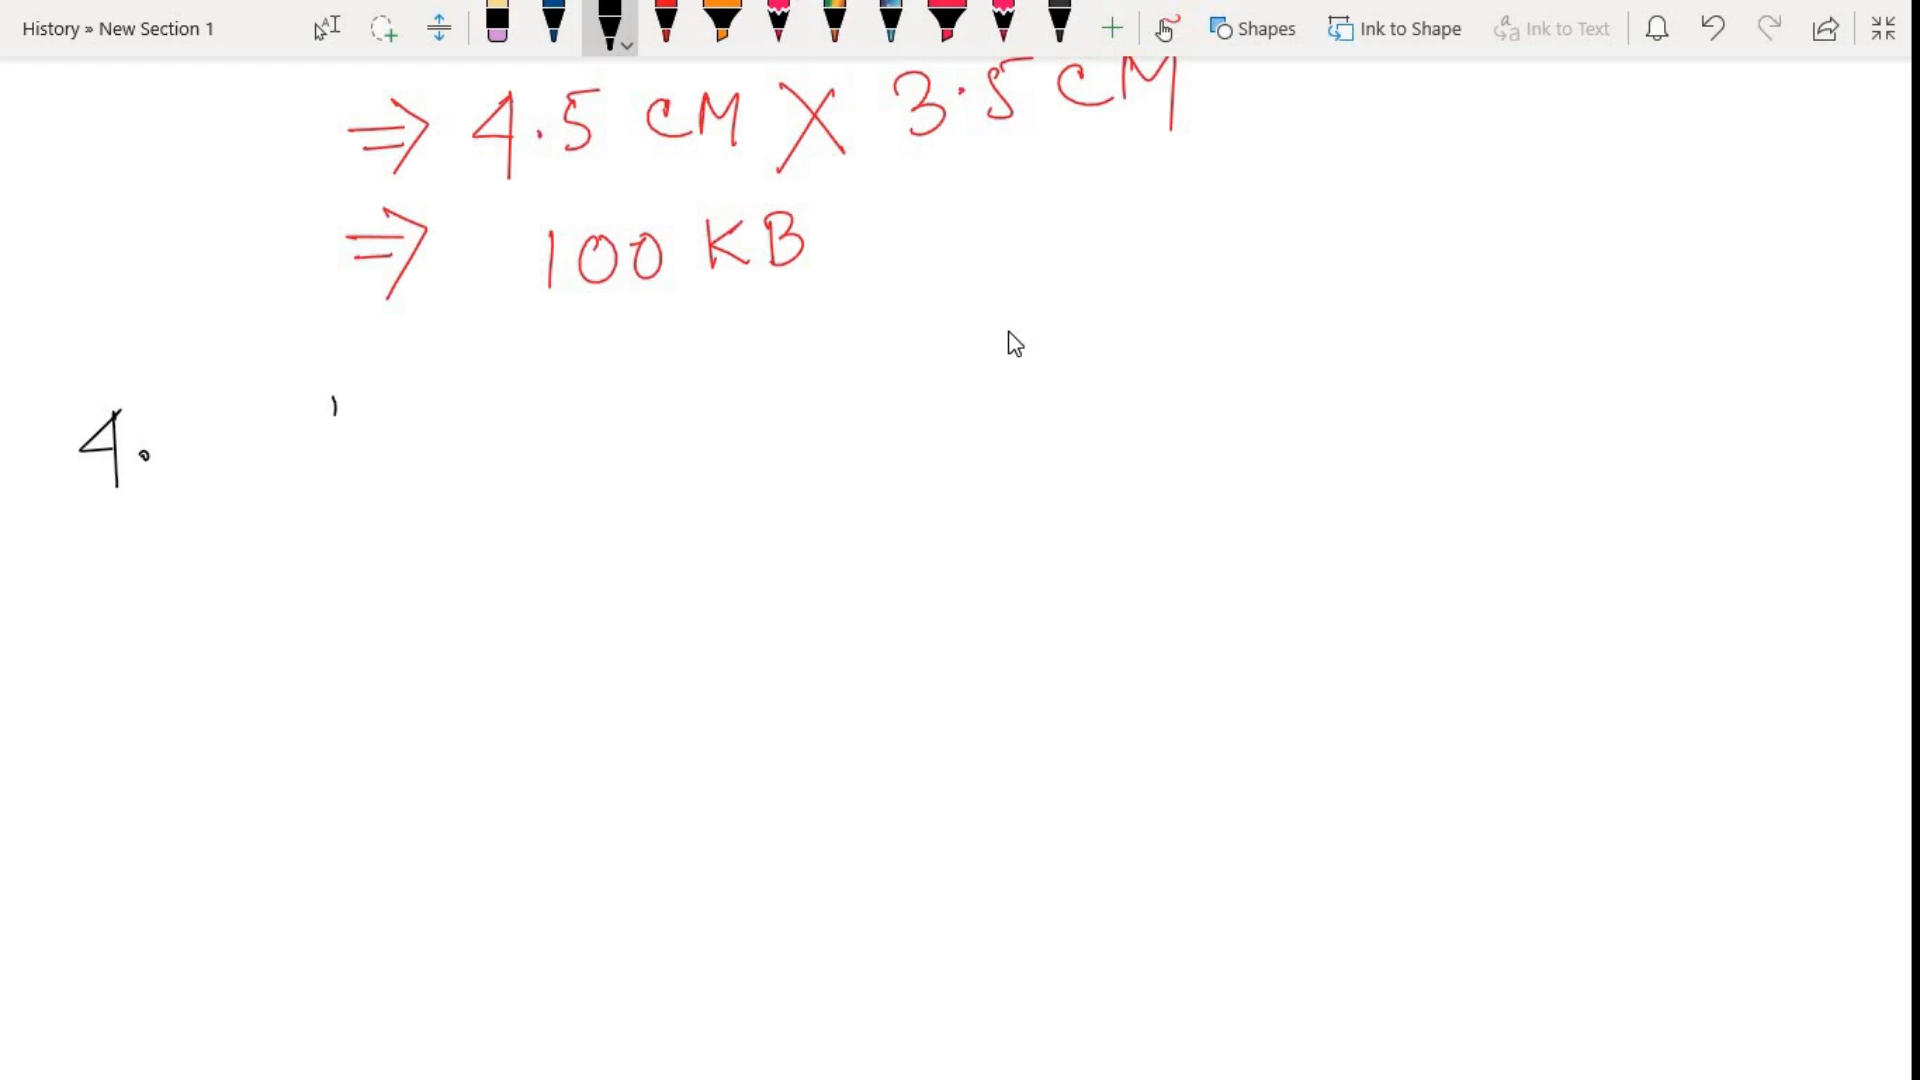 History » New Section 1 Shapes Ink to Shape Ink to Text
⇒ 4.5 CM X 3.5 CM
⇒ 100 KB
4.